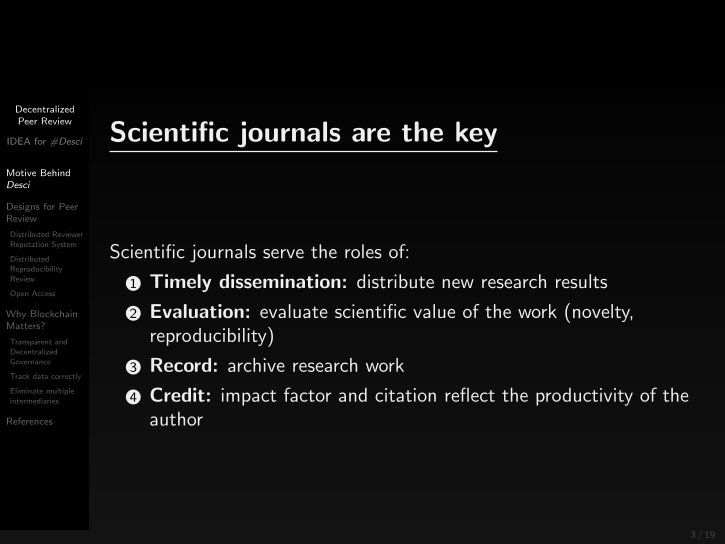 Decentralized
Peer Review
IDEA for #Desci
Motive Behind
Desci
Designs for Peer
Review
Distributed Reviewer
Reputation System
Distributed
Reproducibility
Review
Open Access
Why Blockchain
Matters?
Transparent and
Decentralized
Governance
Track data correctly
Eliminate multiple
intermediaries
References
Scientific journals are the key
Scientific journals serve the roles of:
1 Timely dissemination: distribute new research results
2 Evaluation: evaluate scientific value of the work (novelty,
reproducibility)
3 Record: archive research work
4 Credit: impact factor and citation reflect the productivity of the
author
3 / 19